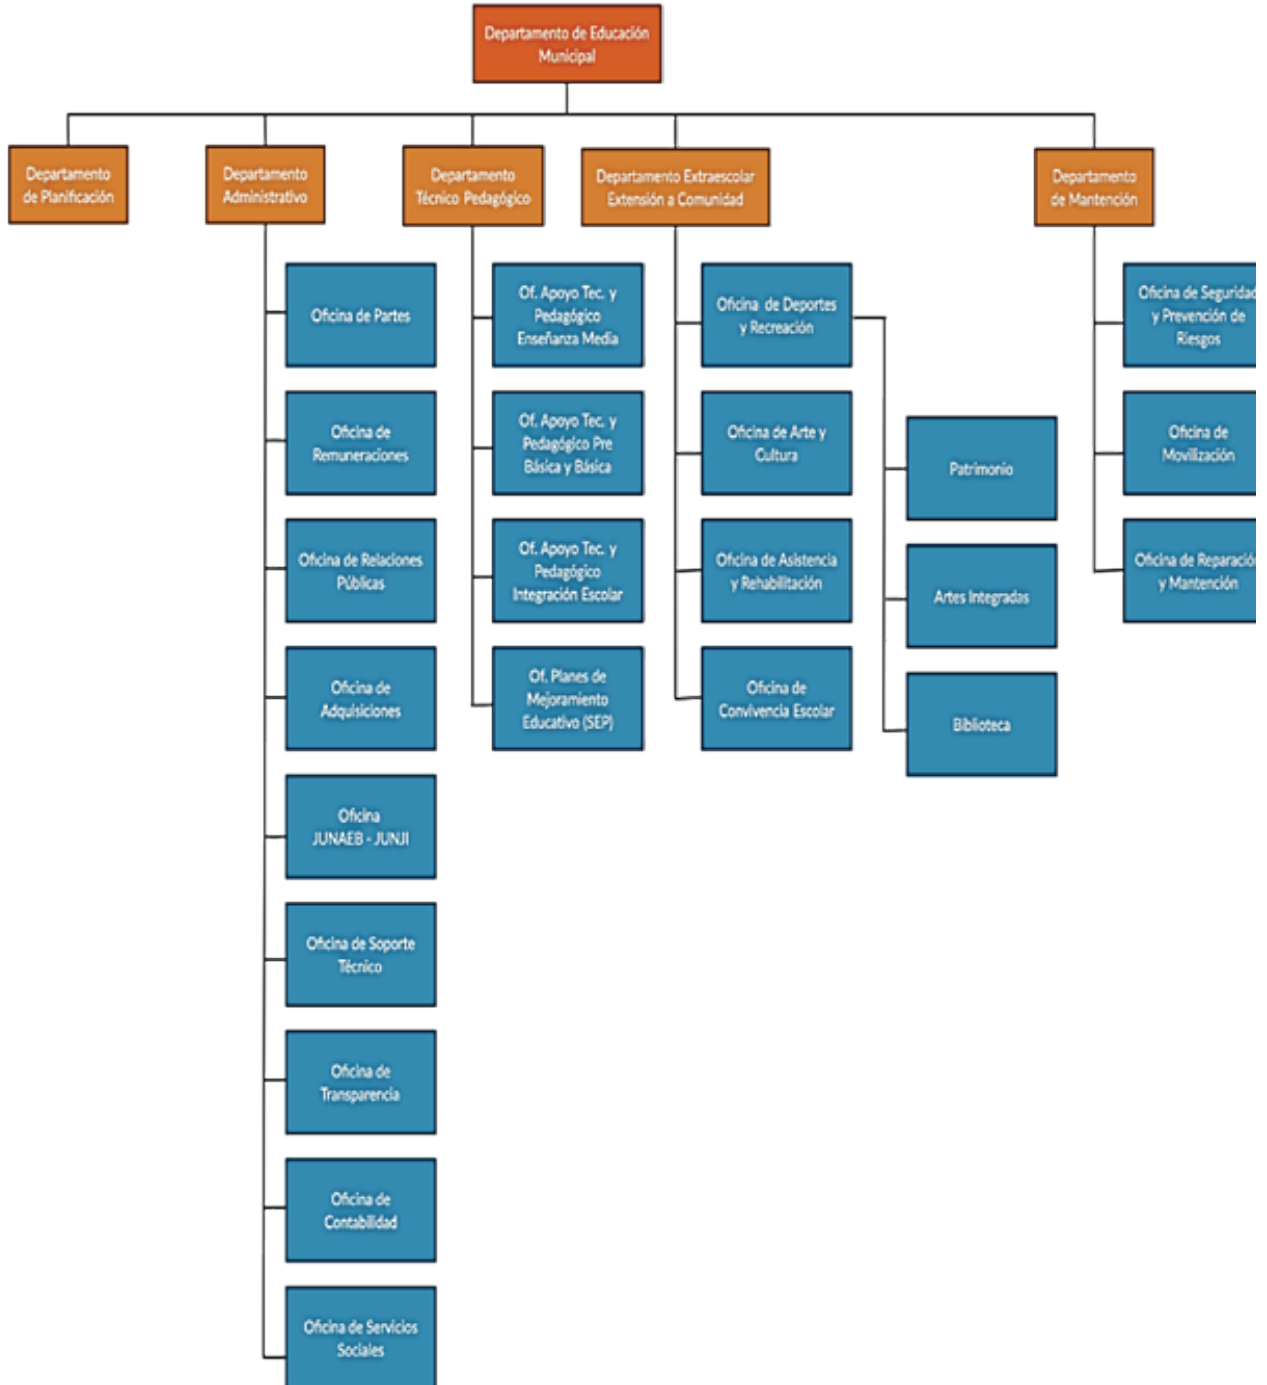 Departamento de Educación
Municipal
Departamento
de Planificación
Departamento
Administrativo
Departamento
Técnico Pedagógico
Departamento Extraescolar
Extensión a Comunidad
Departamento
de Mantención
Oficina de Partes
Oficina de
Remuneraciones
Oficina de Relaciones
Públicas
Oficina de
Adquisiciones
Oficina
JUNAEB - JUNJI
Oficina de Soporte
Técnico
Oficina de
Transparencia
Oficina de
Contabilidad
Oficina de Servicios
Sociales
Of. Apoyo Tec. y
Pedagógico
Enseñanza Media
Of. Apoyo Tec. y
Pedagógico Pre
Básica y Básica
Of. Apoyo Tec. y
Pedagógico
Integración Escolar
Of. Planes de
Mejoramiento
Educativo (SEP)
Oficina de Deportes
y Recreación
Oficina de Arte y
Cultura
Oficina de Asistencia
y Rehabilitación
Oficina de
Convivencia Escolar
Patrimonio
Artes Integradas
Biblioteca
Oficina de Seguridad
y Prevención de
Riesgos
Oficina de
Movilización
Oficina de Reparación
y Mantención